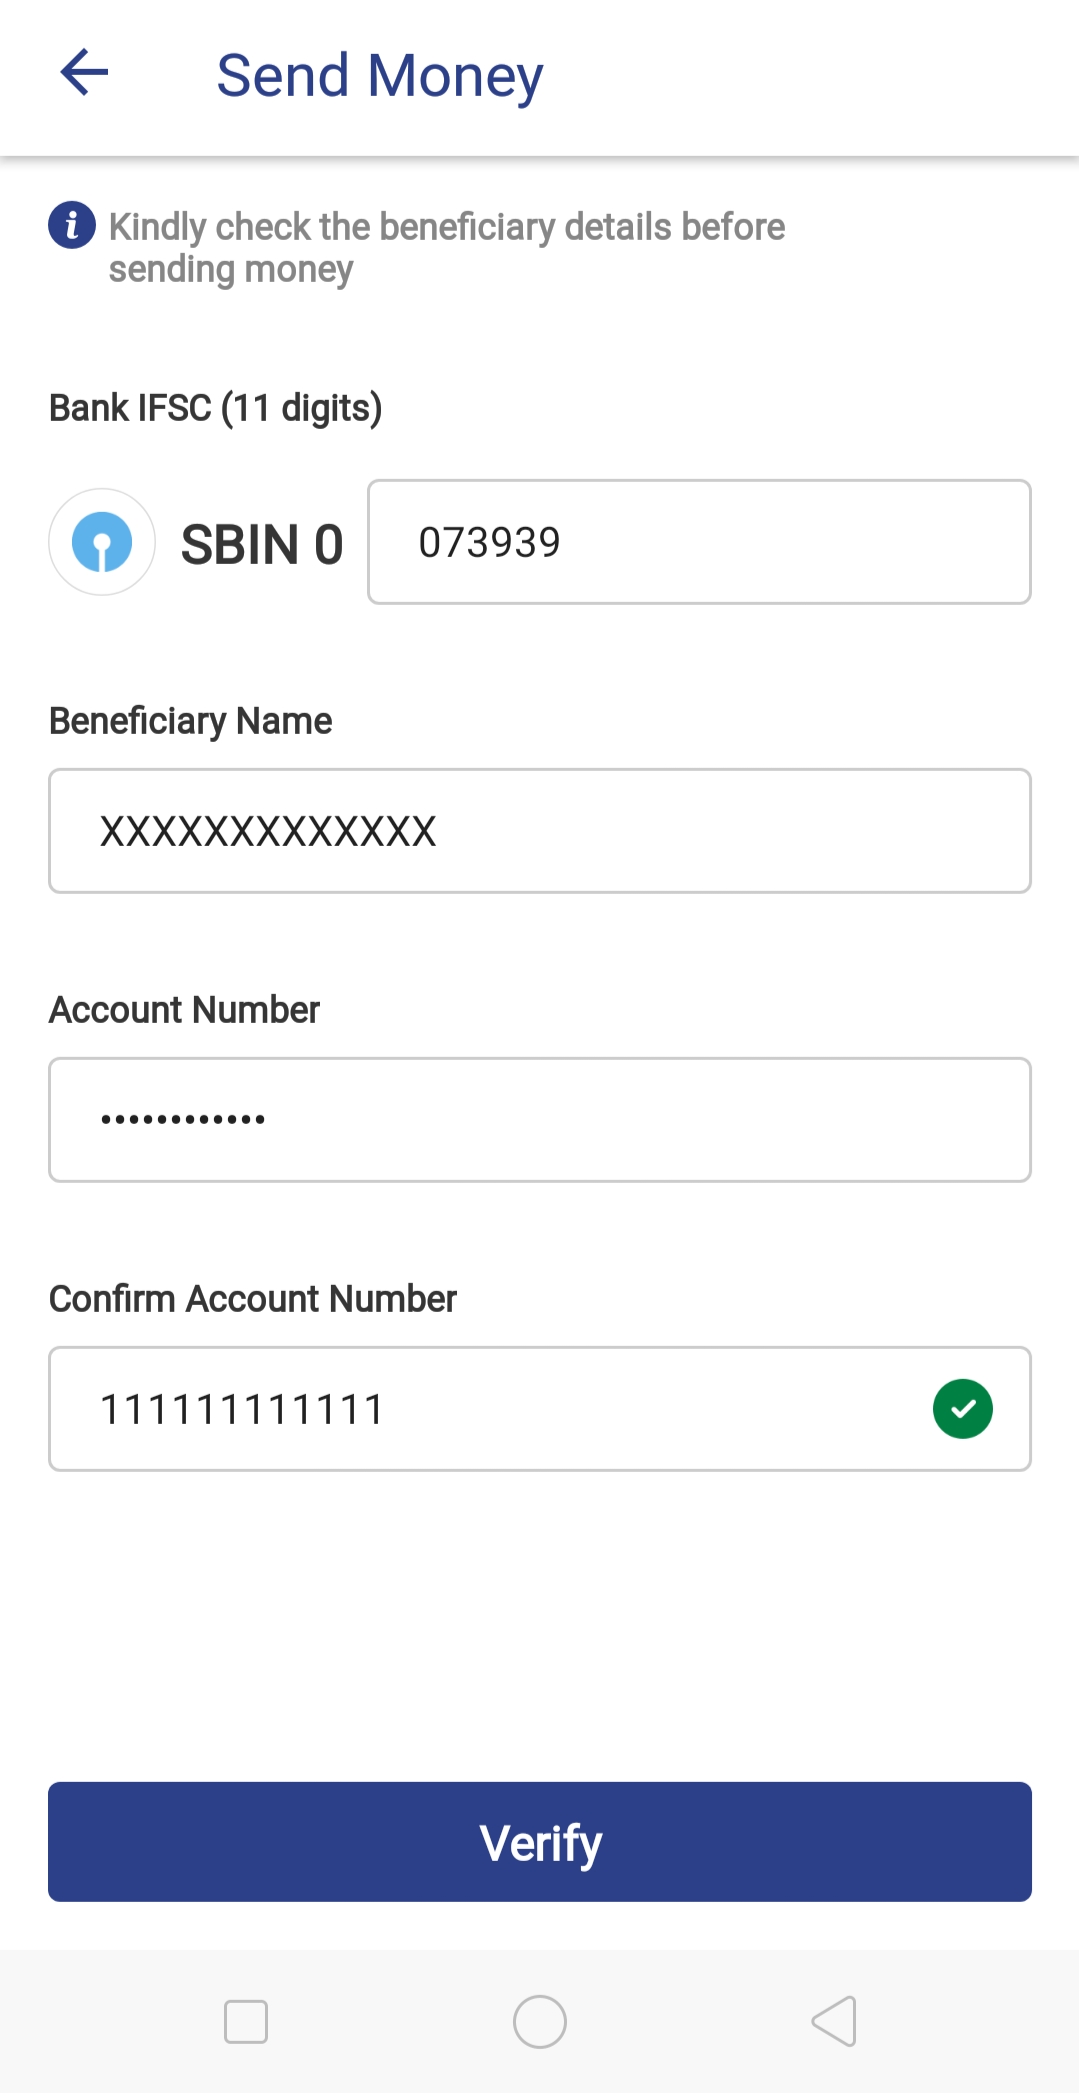 Send Money
Kindly check the beneficiary details before
sending money
Bank IFSC (11 digits)
SBIN 0 073939
Beneficiary Name
XXXXXXXXXXXXX
Account Number
••••••••••••
Confirm Account Number
111111111111
Verify